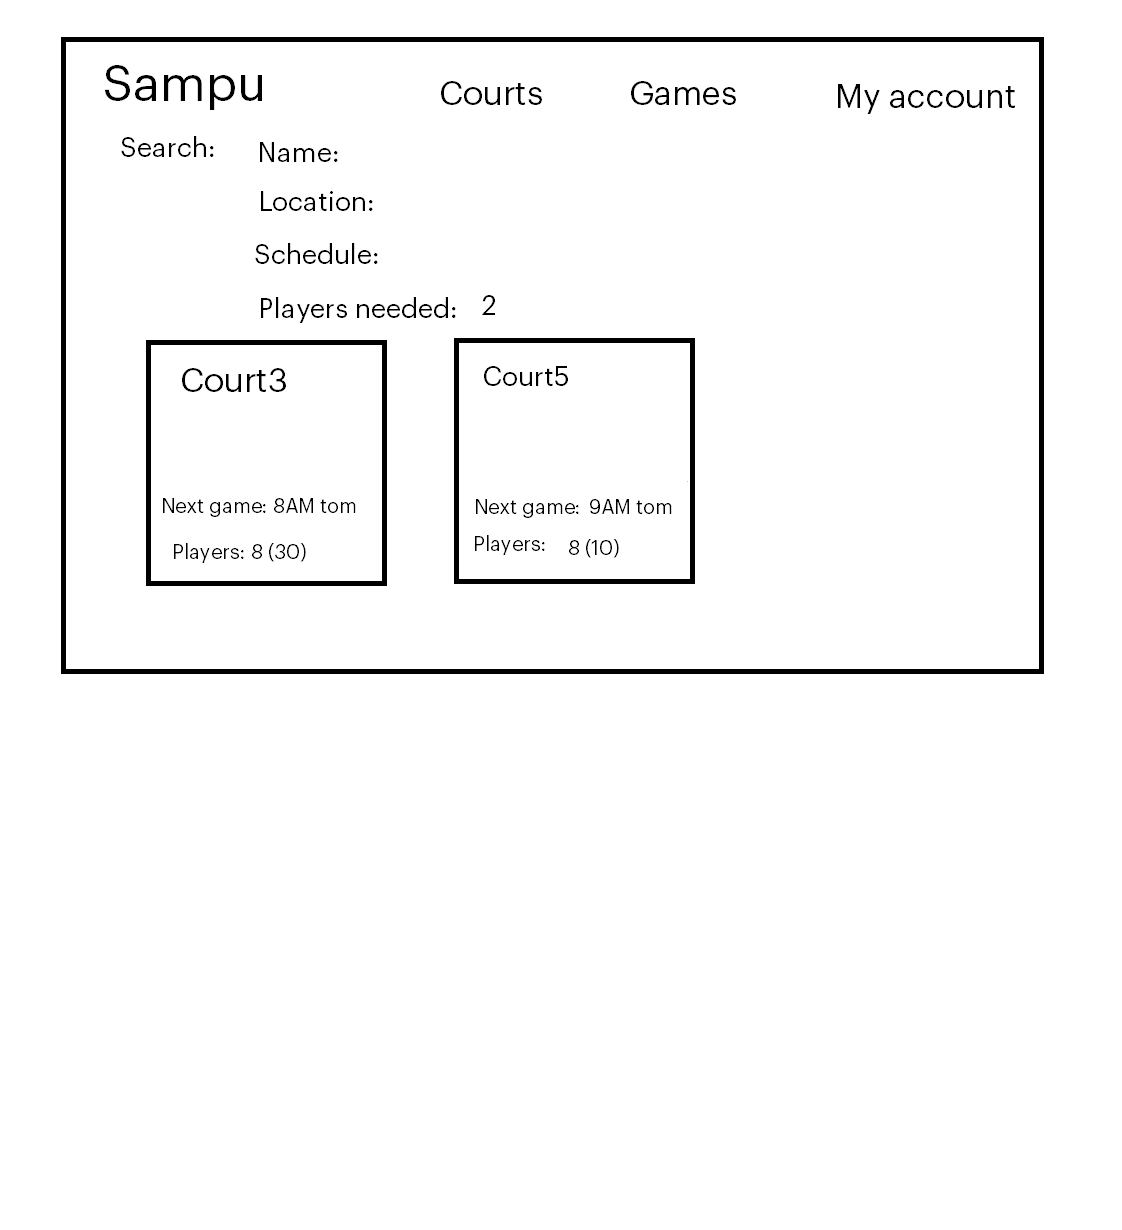 Sampu
Courts
Games
My account
Search:
Name:
Location:
Schedule:
Players needed: 2
Court3
Next game: 8AM tom
Players: 8 (30)
Court5
Next game: 9AM tom
Players: 8 (10)